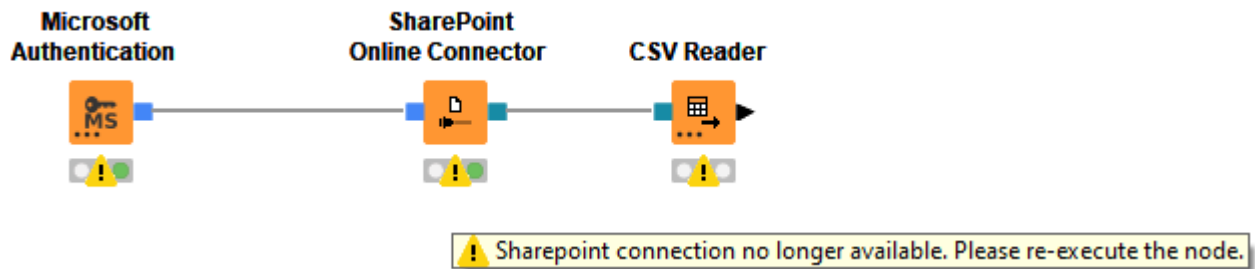 Microsoft
Authentication
SharePoint
Online Connector
CSV Reader
MS
Sharepoint connection no longer available. Please re-execute the node.